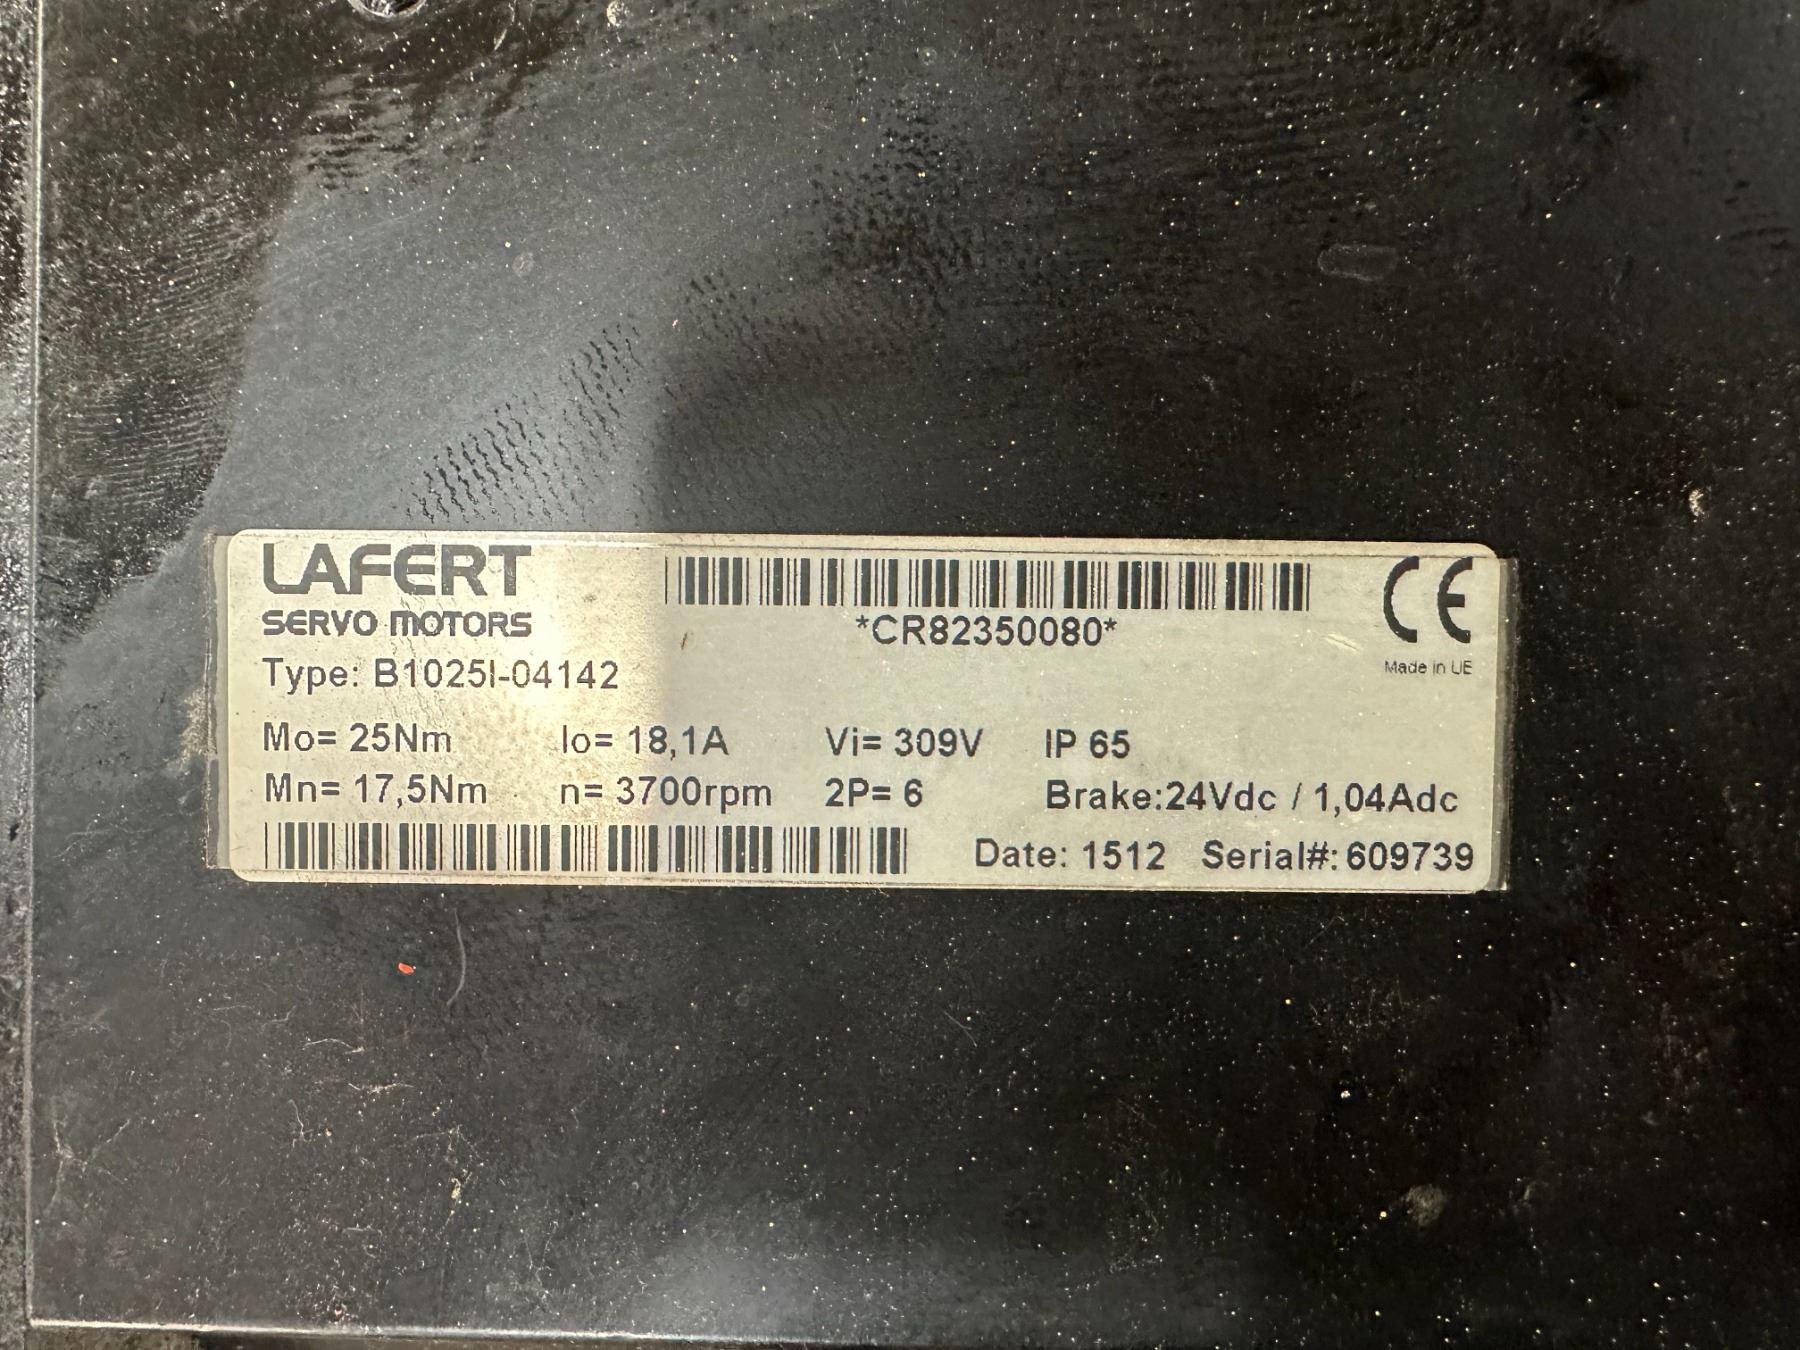 LAFERT
SERVO MOTORS
*CR82350080*
CE
Made in UE
Type: B1025I-04142
Mo= 25Nm Io= 18,1A Vi= 309V IP 65
Mn= 17,5Nm n= 3700rpm 2P= 6 Brake:24Vdc / 1,04Adc
Date: 1512 Serial#: 609739